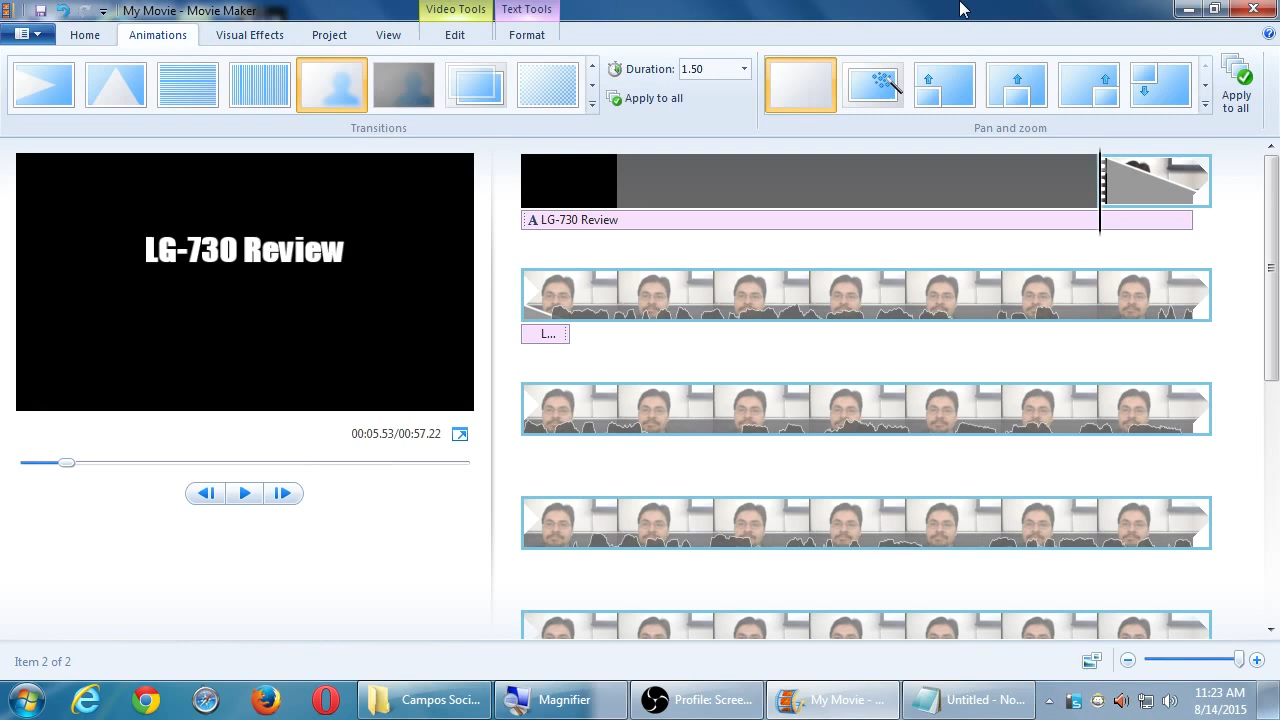 My Movie - Movie Maker
Video Tools
Text Tools
Home
Animations
Visual Effects
Project
View
Edit
Format
Duration: 1.50
Apply to all
Transitions
Pan and zoom
Apply
to all
LG-730 Review
00:05.53/00:57.22
A LG-730 Review
L...
Item 2 of 2
Campos Soci...
Magnifier
Profile: Scree...
My Movie - ...
Untitled - No...
11:23 AM
8/14/2015